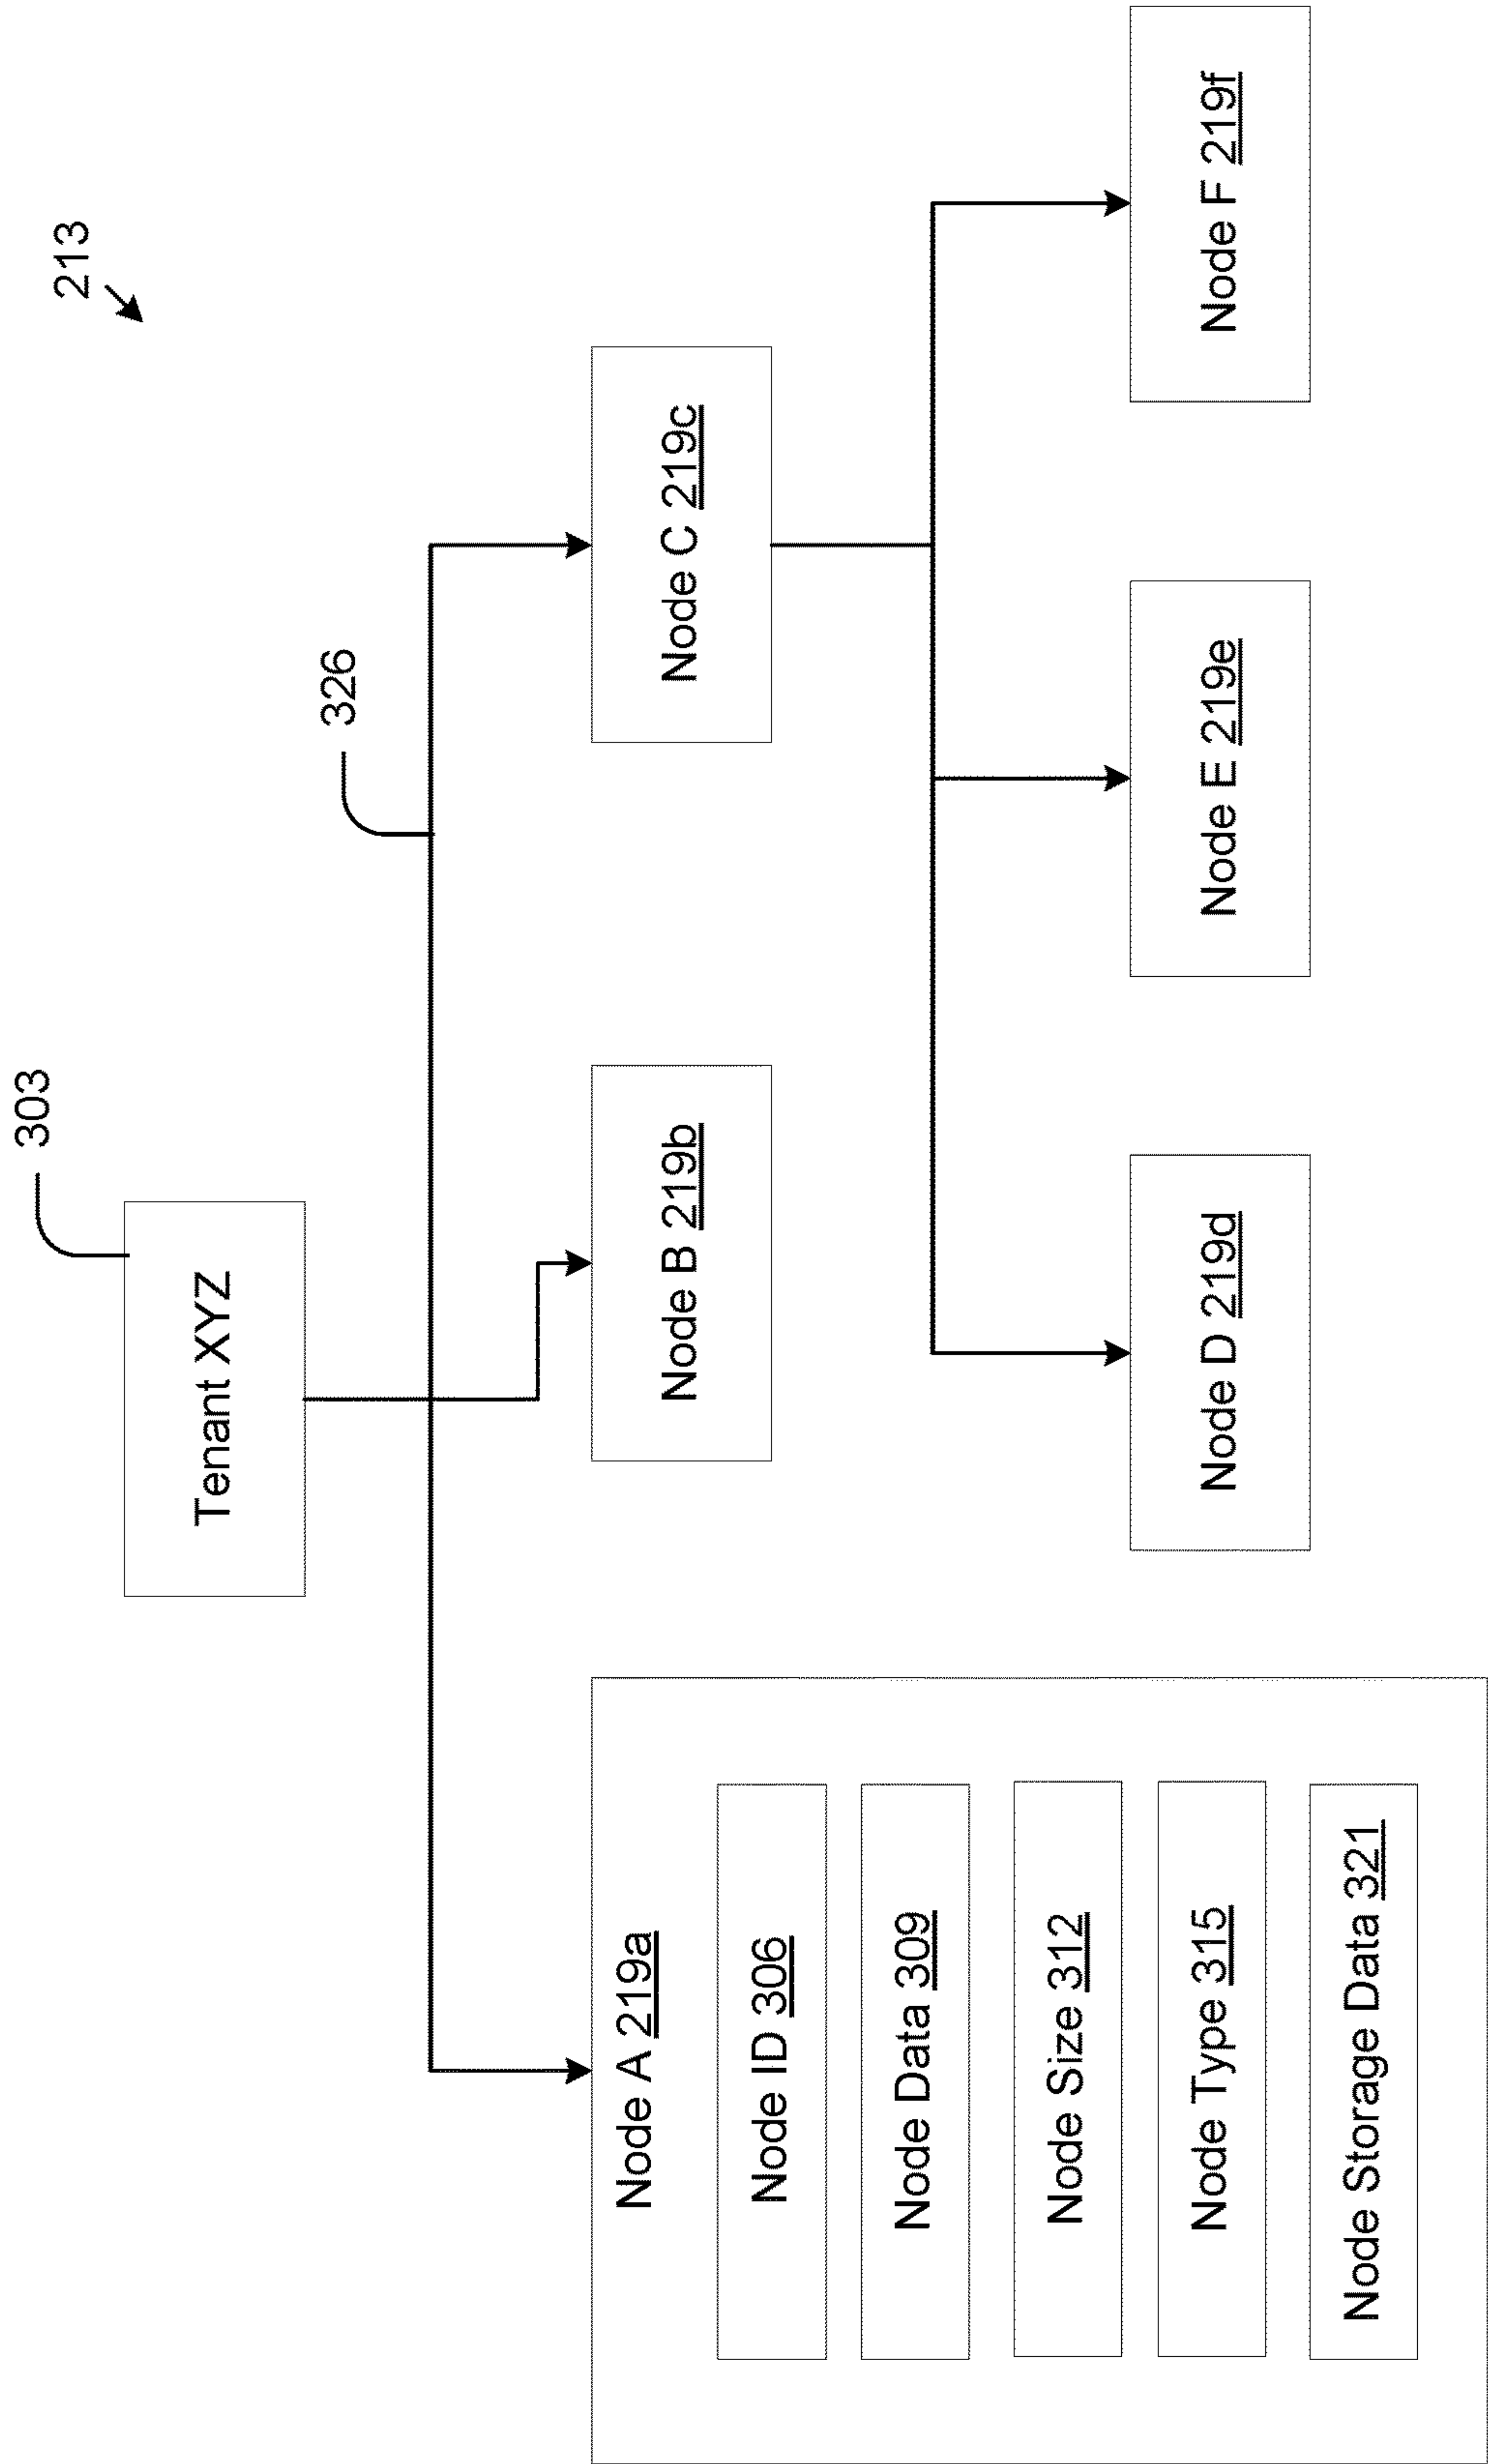 213
303
Tenant XYZ
326
Node A 219a
Node B 219b
Node C 219c
Node ID 306
Node Data 309
Node Size 312
Node Type 315
Node Storage Data 321
Node D 219d
Node E 219e
Node F 219f